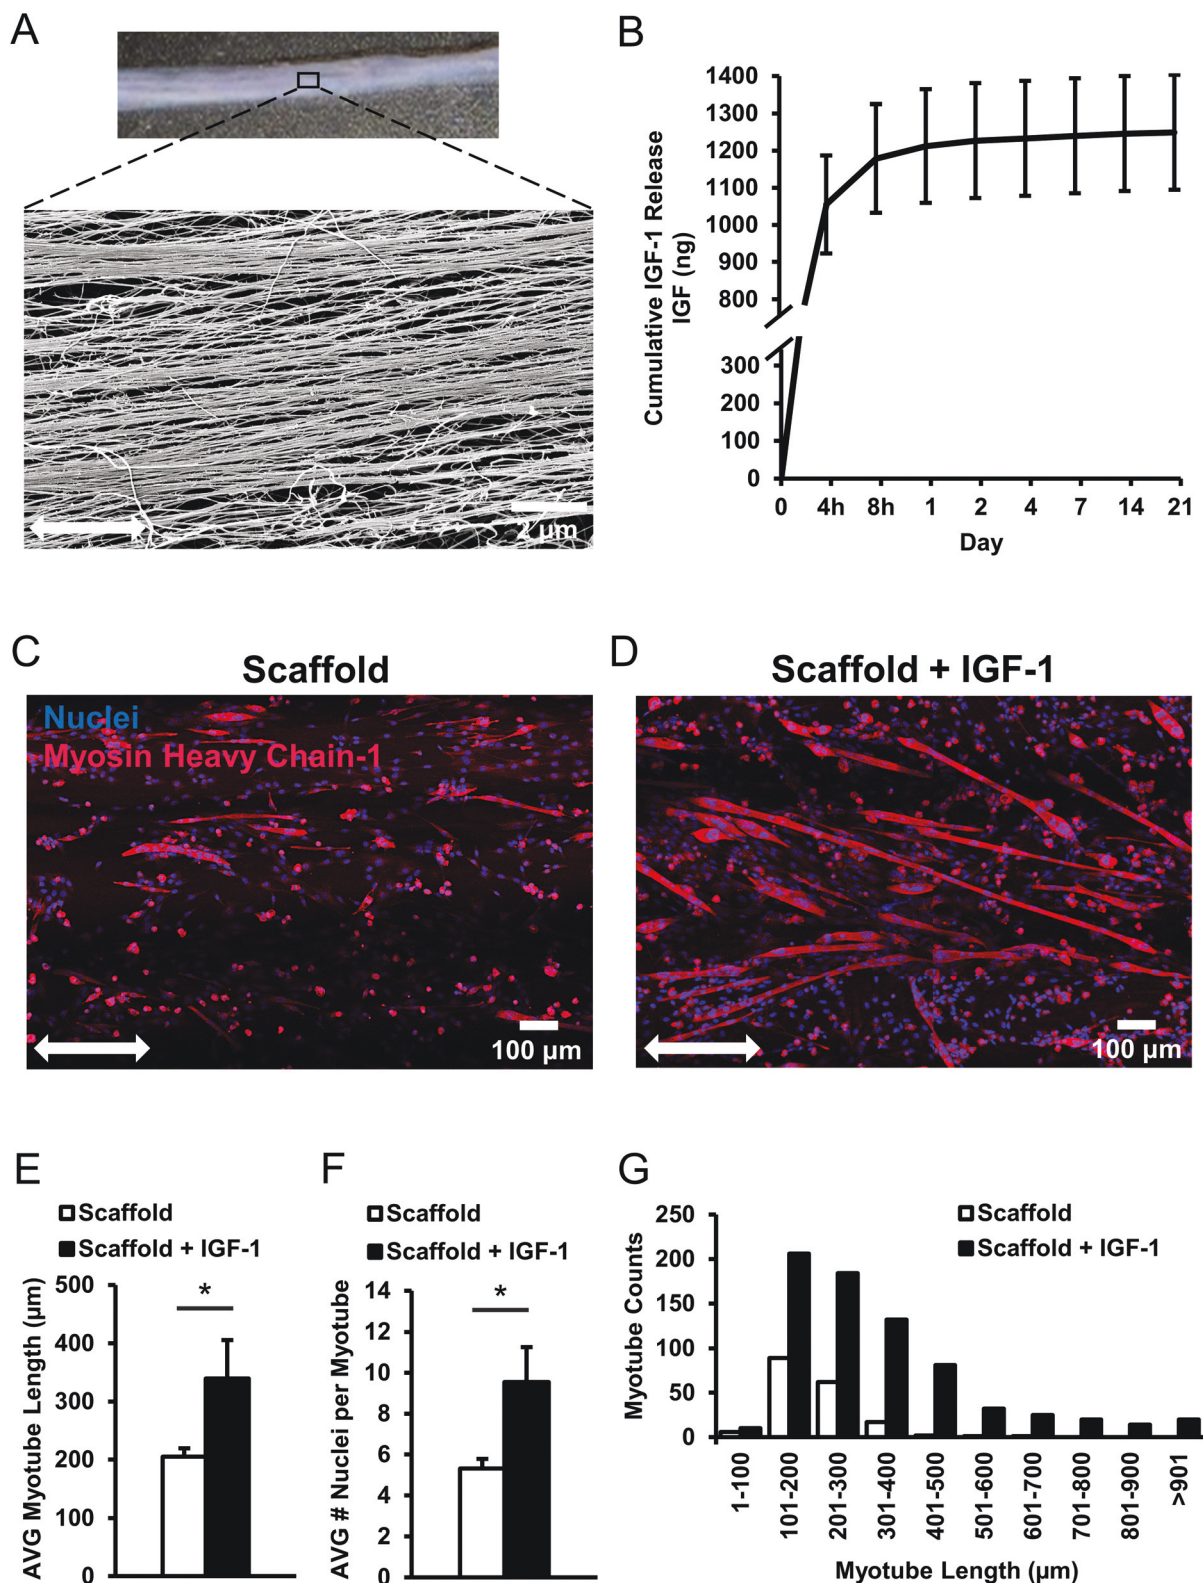 A
2 µm
B
Cumulative IGF-1 Release
IGF (ng)
1400
1300
1200
1100
1000
900
800
300
200
100
0
0 4h 8h 1 2 4 7 14 21
Day
C
Scaffold
Nuclei
Myosin Heavy Chain-1
100 µm
D
Scaffold + IGF-1
100 µm
E
Scaffold
Scaffold + IGF-1
AVG Myotube Length (µm)
500
400
300
200
100
0
*
F
Scaffold
Scaffold + IGF-1
AVG # Nuclei per Myotube
14
12
10
8
6
4
2
0
*
G
Scaffold
Scaffold + IGF-1
Myotube Counts
250
200
150
100
50
0
1-100
101-200
201-300
301-400
401-500
501-600
601-700
701-800
801-900
>901
Myotube Length (µm)